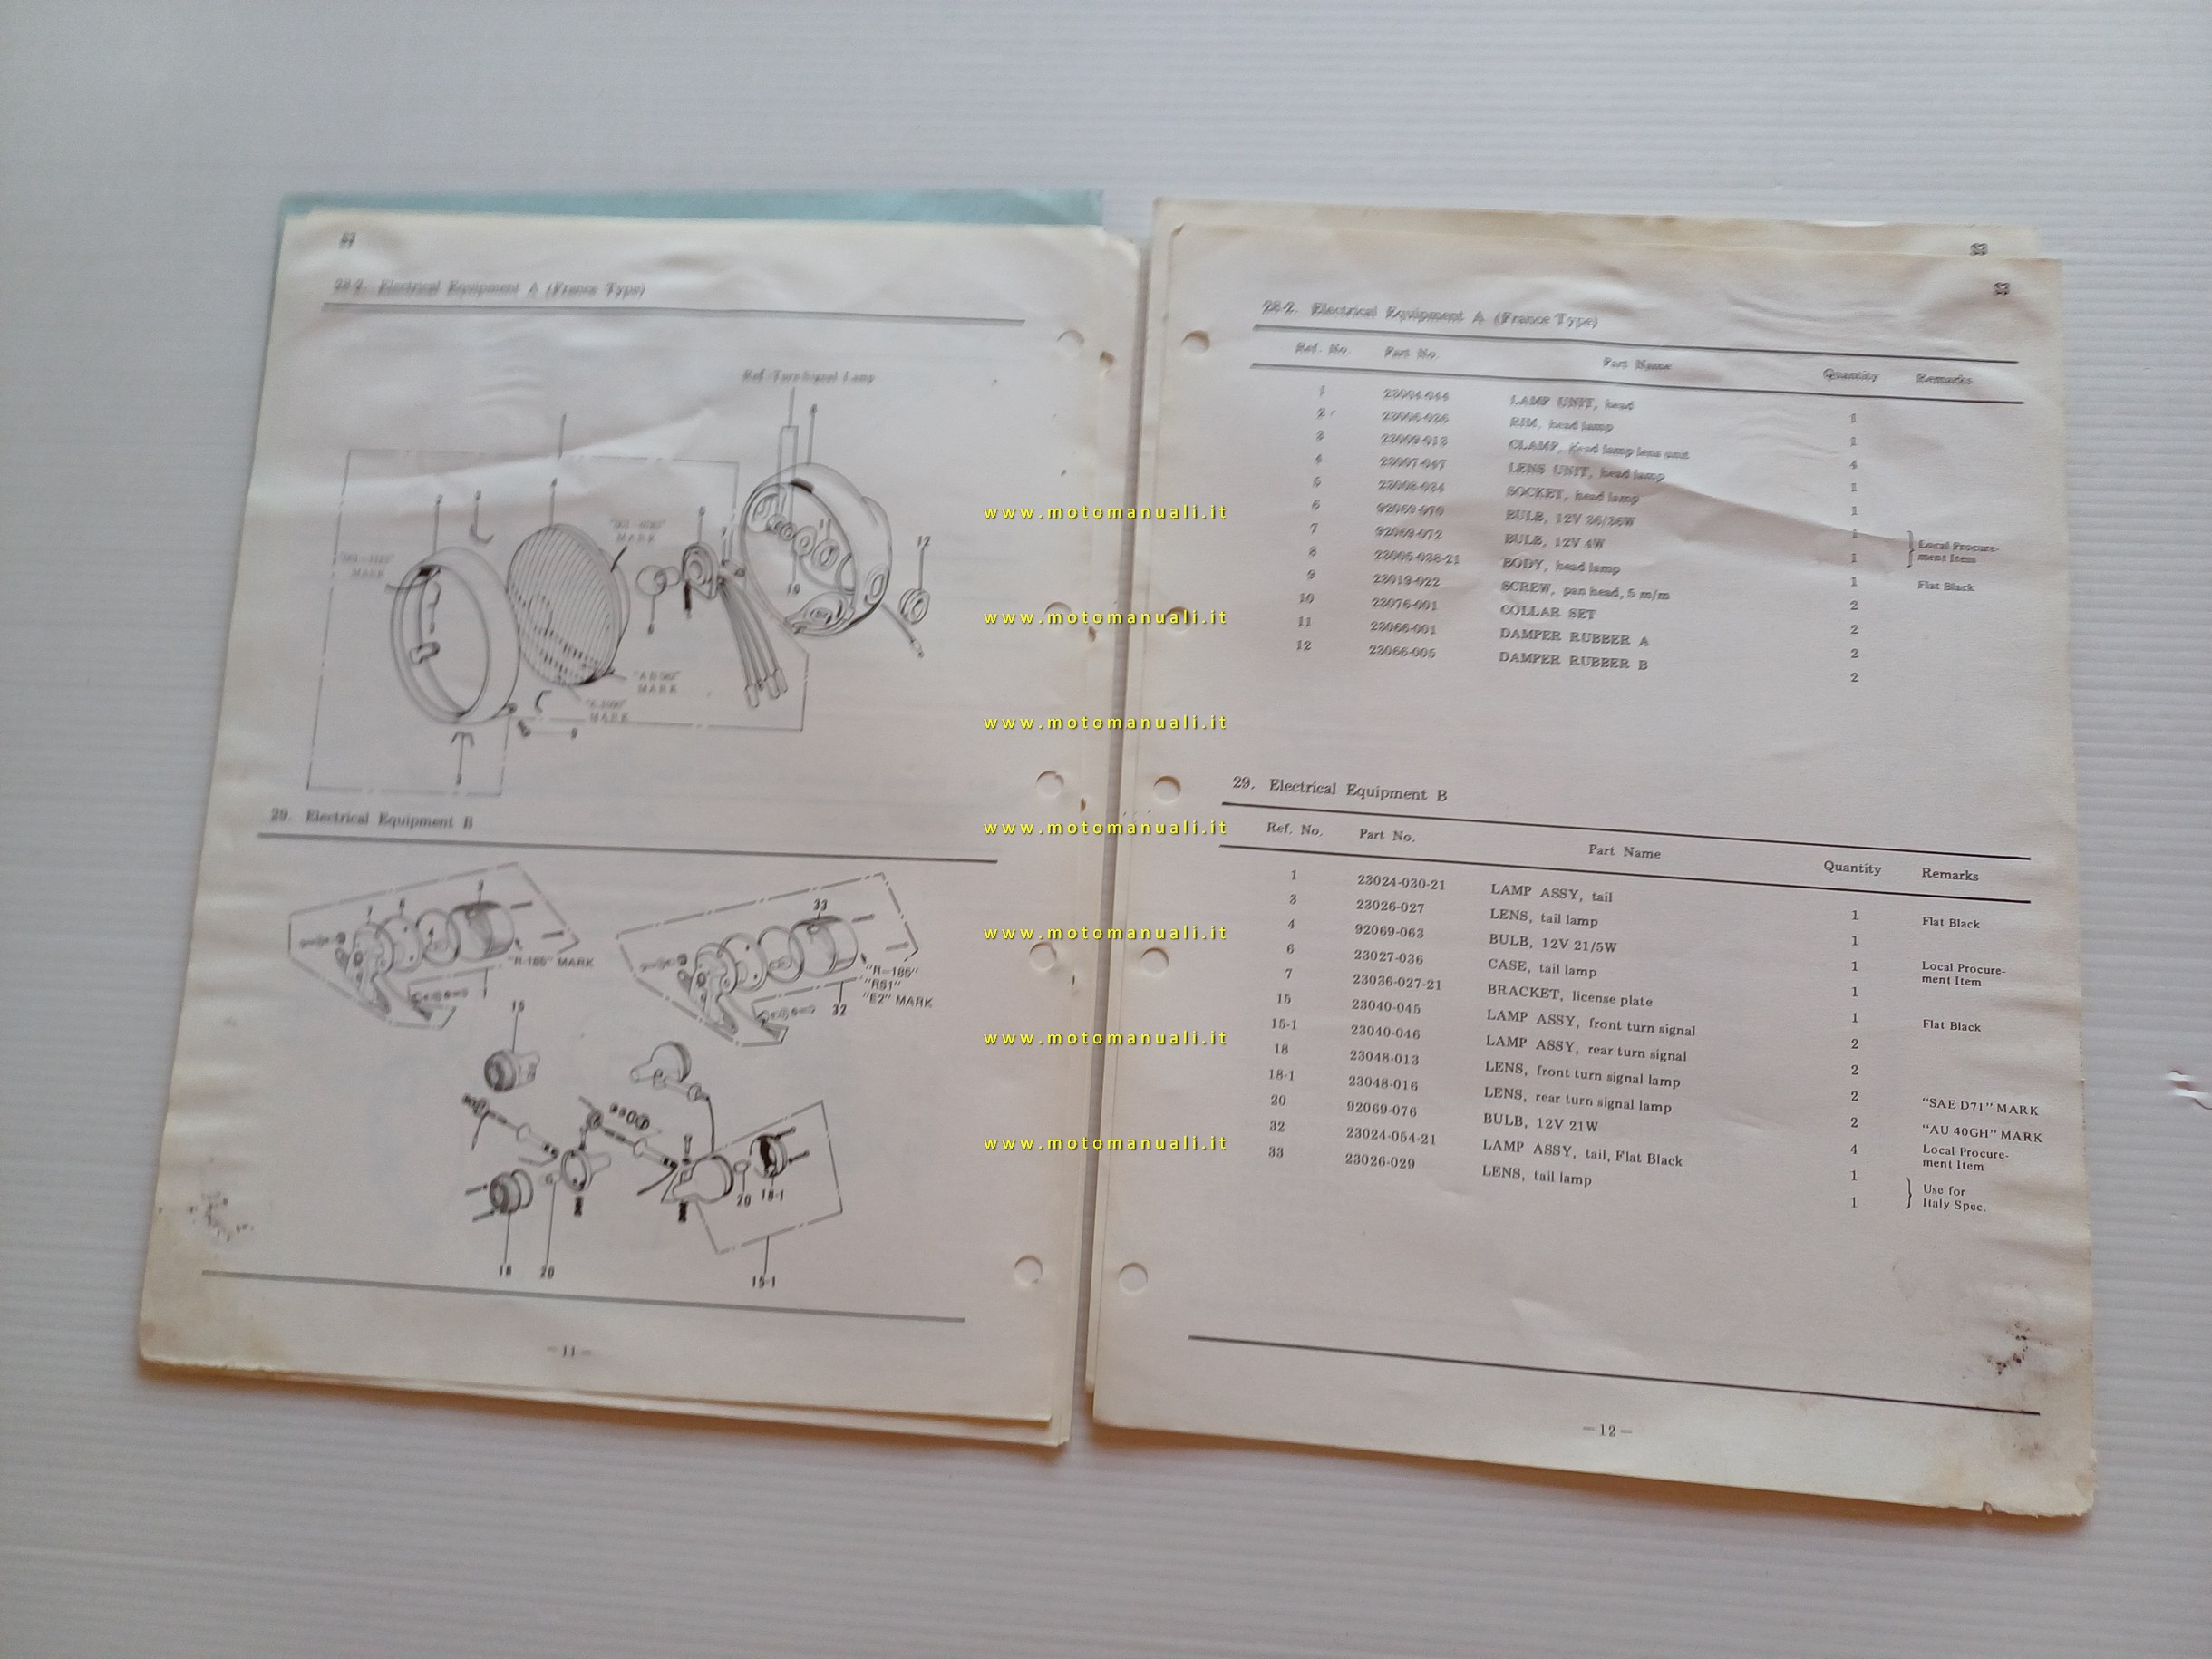 S3
28-2. Electrical Equipment A (France Type)
Ref. Turn Signal Lamp
MARK
MARK
12
10
MARK
MARK
9
29. Electrical Equipment B
"R-186" MARK
1
33
"R-186"
"RS1"
"E2" MARK
32
15
20
18-1
18
20
15-1
-11-
www.motomanuali.it
www.motomanuali.it
www.motomanuali.it
www.motomanuali.it
www.motomanuali.it
www.motomanuali.it
www.motomanuali.it
S3
S3
28-2. Electrical Equipment A (France Type)
Ref. No. Part No. Part Name Quantity Remarks
1 23004-044 LAMP UNIT, head 1
2 23006-026 RIM, head lamp 1
3 23009-013 CLAMP, head lamp lens unit 4
4 23007-047 LENS UNIT, head lamp 1
5 23008-024 SOCKET, head lamp 1
6 92069-070 BULB, 12V 36/36W 1 Local Procure-
7 92069-072 BULB, 12V 4W 1 ment Item
8 23005-028-21 BODY, head lamp 1 Flat Black
9 23019-022 SCREW, pan head, 5 m/m 2
10 23076-001 COLLAR SET 2
11 23066-001 DAMPER RUBBER A 2
12 23066-005 DAMPER RUBBER B 2
29. Electrical Equipment B
Ref. No. Part No. Part Name Quantity Remarks
1 23024-030-21 LAMP ASSY, tail 1 Flat Black
3 23026-027 LENS, tail lamp 1
4 92069-063 BULB, 12V 21/5W 1 Local Procure-
ment Item
6 23027-036 CASE, tail lamp 1
7 23036-027-21 BRACKET, license plate 1 Flat Black
15 23040-045 LAMP ASSY, front turn signal 2
15-1 23040-046 LAMP ASSY, rear turn signal 2
18 23048-013 LENS, front turn signal lamp 2 "SAE D71" MARK
18-1 23048-016 LENS, rear turn signal lamp 2 "AU 40GH" MARK
20 92069-076 BULB, 12V 21W 4 Local Procure-
ment Item
32 23024-054-21 LAMP ASSY, tail, Flat Black 1 Use for
33 23026-029 LENS, tail lamp 1 Italy Spec.
-12-